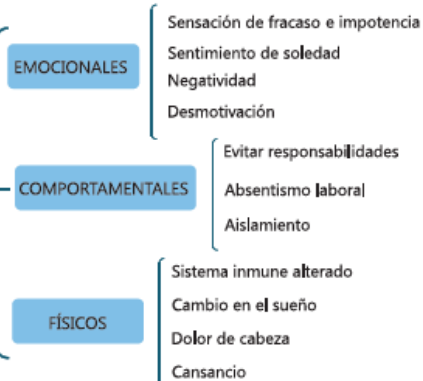 EMOCIONALES
Sensación de fracaso e impotencia
Sentimiento de soledad
Negatividad
Desmotivación
COMPORTAMENTALES
Evitar responsabilidades
Absentismo laboral
Aislamiento
FÍSICOS
Sistema inmune alterado
Cambio en el sueño
Dolor de cabeza
Cansancio